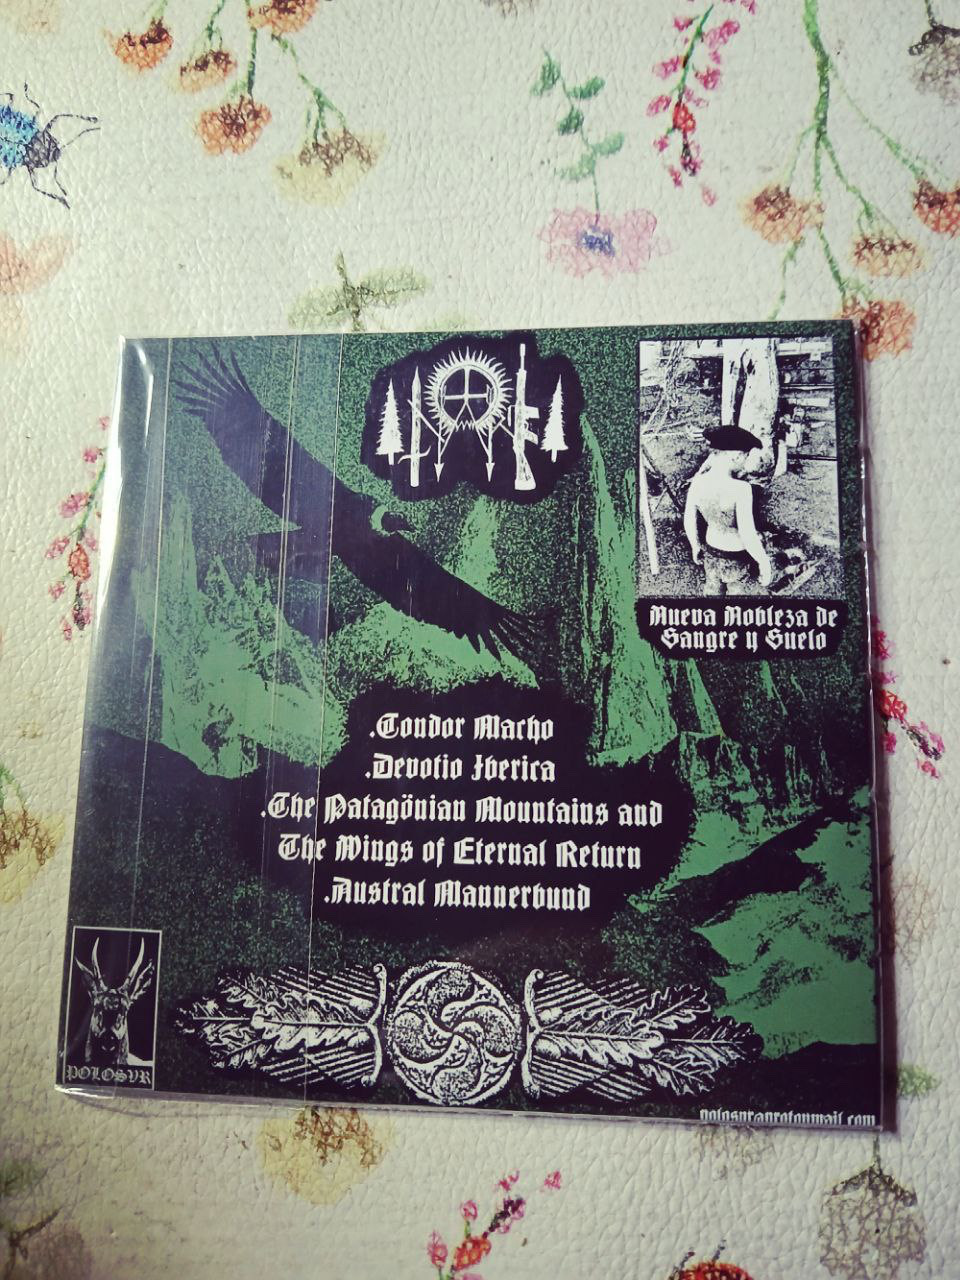 Nueva Nobleza de
Sangre y Suelo
.Condor Macho
.Devotio Iberica
.The Patagönian Mountains and
The Wings of Eternal Return
.Austral Mannerbund
POLOSVR